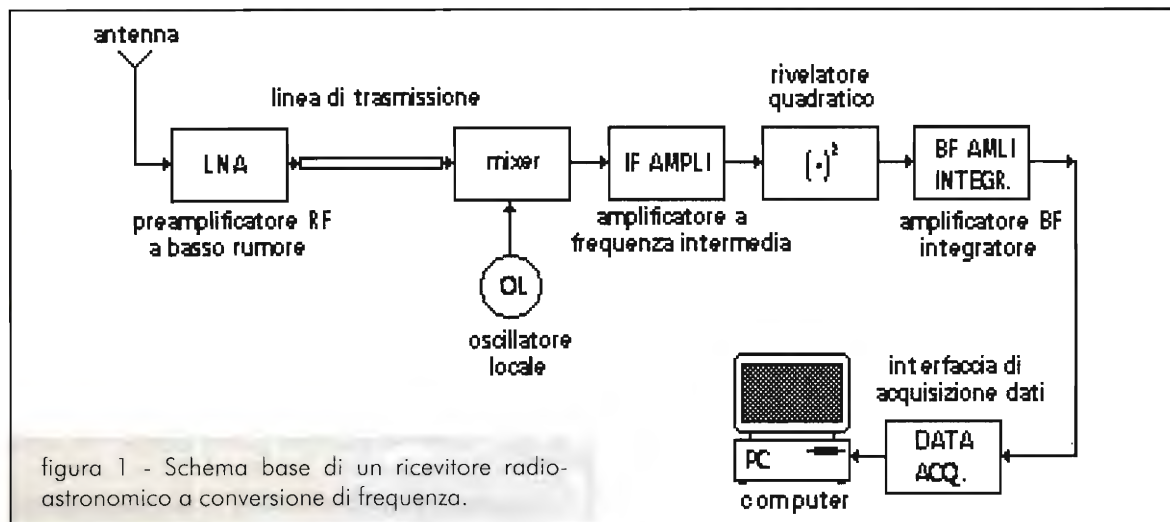 antenna
linea di trasmissione
rivelatore
quadratico
LNA
mixer
IF AMPLI
(•)²
BF AMLI
INTEGR.
preamplificatore RF
a basso rumore
amplificatore a
frequenza intermedia
amplificatore BF
integratore
OL
oscillatore
locale
interfaccia di
acquisizione dati
PC
computer
DATA
ACQ.
figura 1 - Schema base di un ricevitore radio-
astronomico a conversione di frequenza.